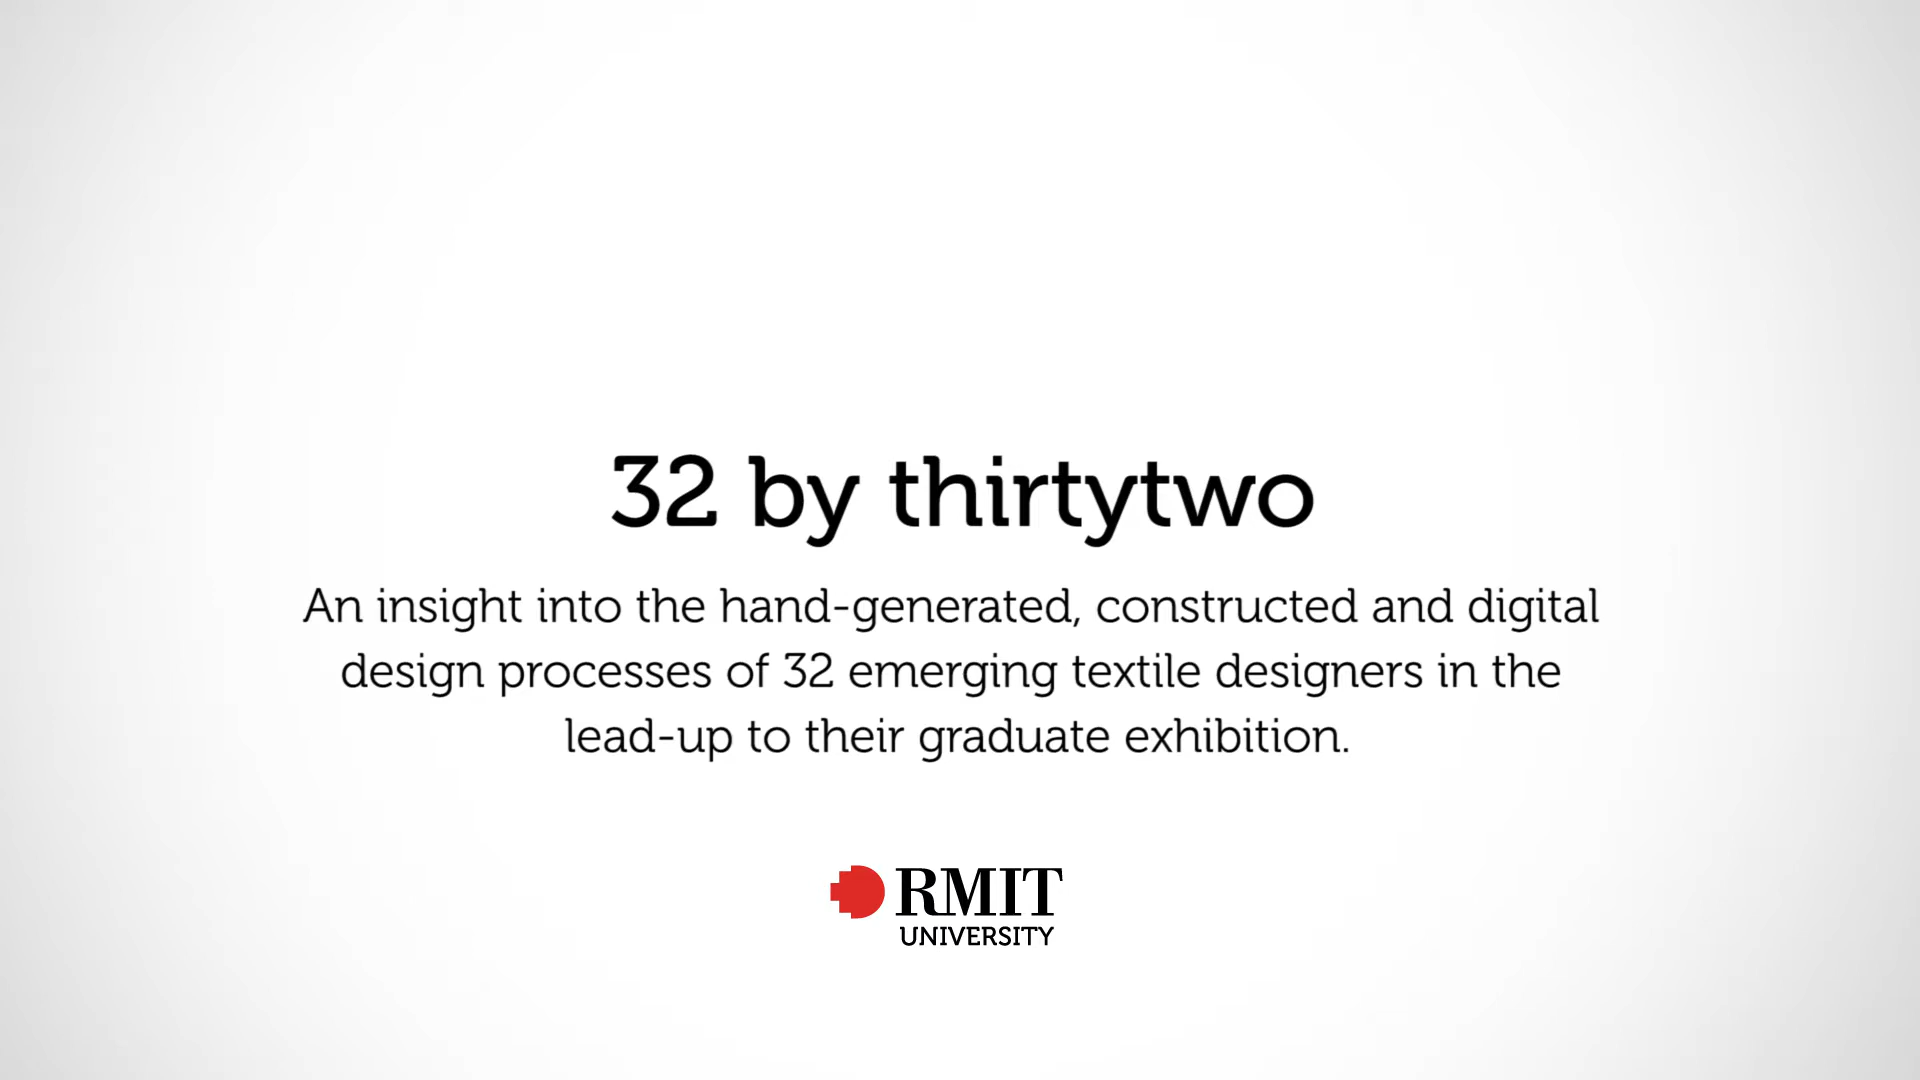 32 by thirtytwo
An insight into the hand-generated, constructed and digital
design processes of 32 emerging textile designers in the
lead-up to their graduate exhibition.
RMIT
UNIVERSITY